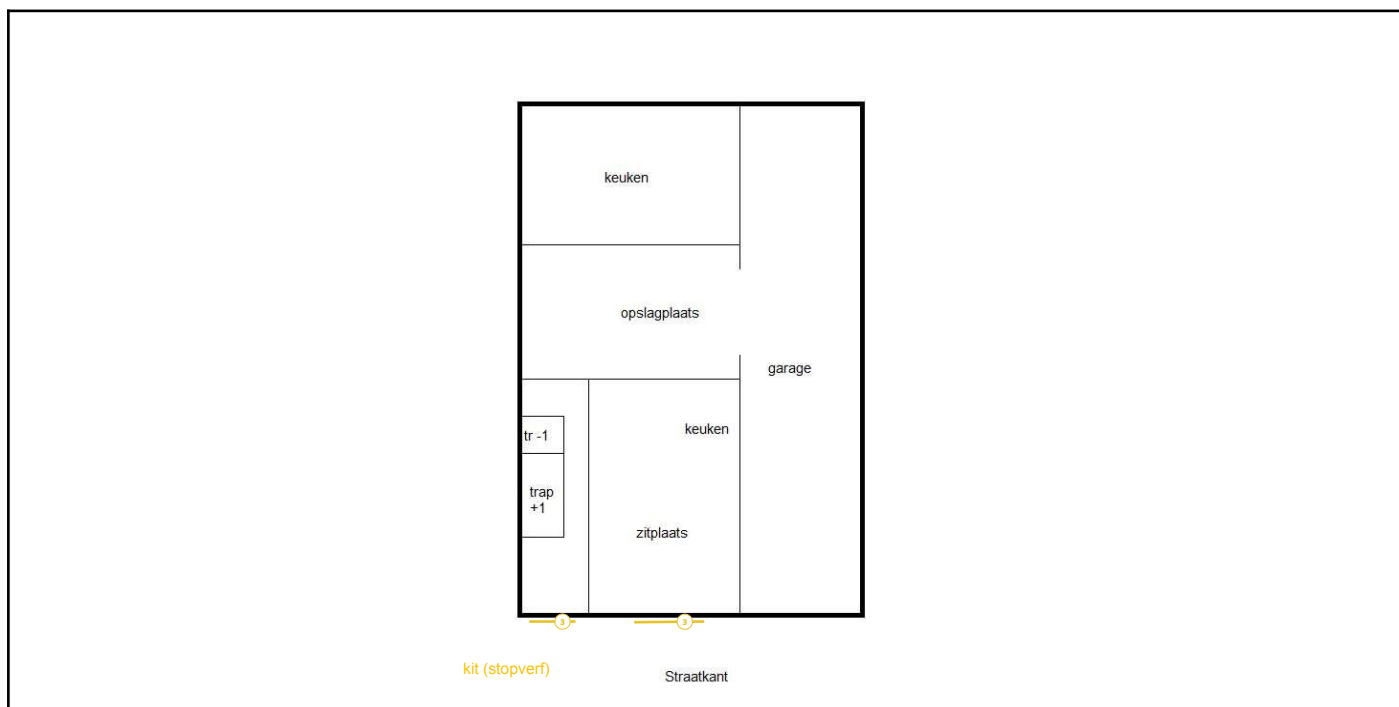 keuken
opslagplaats
garage
keuken
tr -1
trap
+1
zitplaats
3
3
kit (stopverf)
Straatkant